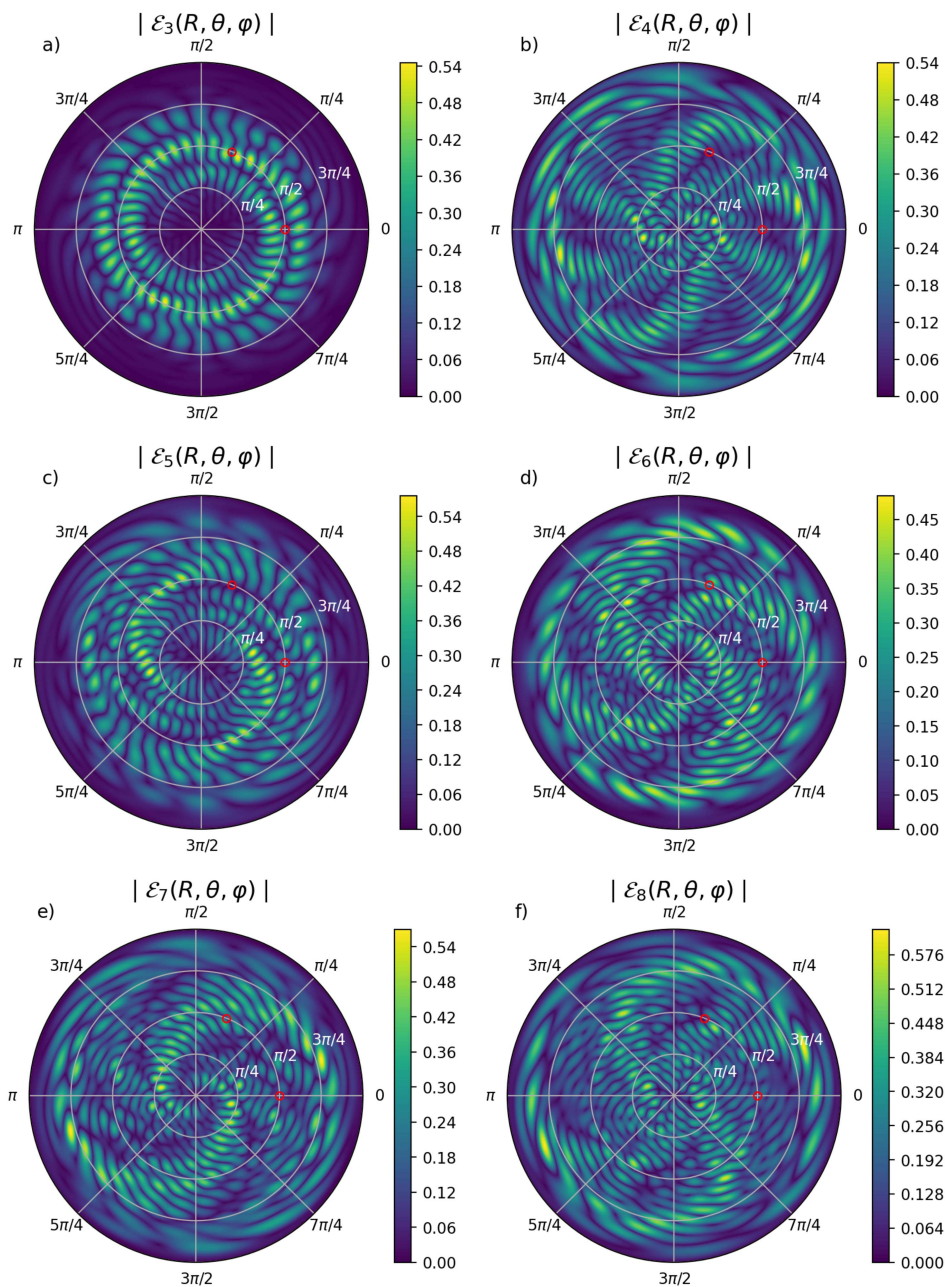 | ℰ₃(R, θ, φ) |
a)
π/2
3π/4
π/4
π
0
5π/4
7π/4
3π/2
π/4
π/2
3π/4
0.54
0.48
0.42
0.36
0.30
0.24
0.18
0.12
0.06
0.00
| ℰ₄(R, θ, φ) |
b)
π/2
3π/4
π/4
0
5π/4
7π/4
3π/2
π/4
π/2
3π/4
π
0.54
0.48
0.42
0.36
0.30
0.24
0.18
0.12
0.06
0.00
| ℰ₅(R, θ, φ) |
c)
π/2
3π/4
π/4
π
0
5π/4
7π/4
3π/2
π/4
π/2
3π/4
0.54
0.48
0.42
0.36
0.30
0.24
0.18
0.12
0.06
0.00
| ℰ₆(R, θ, φ) |
d)
π/2
3π/4
π/4
π
0
5π/4
7π/4
3π/2
π/4
π/2
3π/4
0.45
0.40
0.35
0.30
0.25
0.20
0.15
0.10
0.05
0.00
| ℰ₇(R, θ, φ) |
e)
π/2
3π/4
π/4
π
0
5π/4
7π/4
3π/2
π/4
π/2
3π/4
0.54
0.48
0.42
0.36
0.30
0.24
0.18
0.12
0.06
0.00
| ℰ₈(R, θ, φ) |
f)
π/2
3π/4
π/4
π
0
5π/4
7π/4
3π/2
π/4
π/2
3π/4
0.576
0.512
0.448
0.384
0.320
0.256
0.192
0.128
0.064
0.000